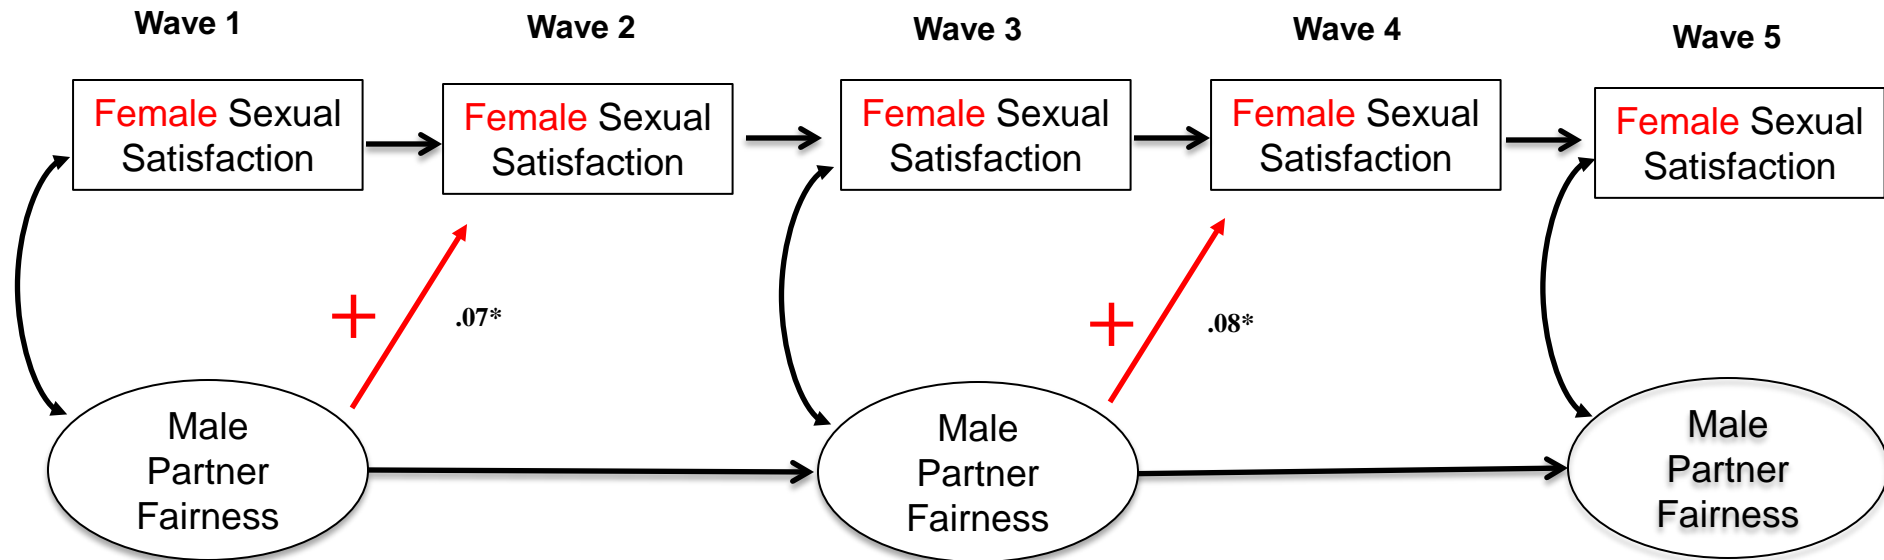 Wave 1
Wave 2
Wave 3
Wave 4
Wave 5
Female Sexual
Satisfaction
Female Sexual
Satisfaction
Female Sexual
Satisfaction
Female Sexual
Satisfaction
Female Sexual
Satisfaction
+
.07*
+
.08*
Male
Partner
Fairness
Male
Partner
Fairness
Male
Partner
Fairness